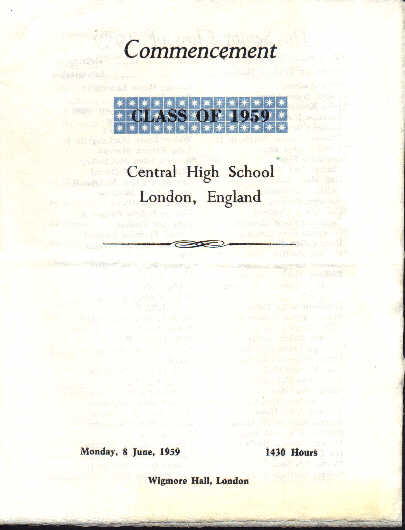 Commencement
CLASS OF 1959
Central High School
London, England
Monday, 8 June, 1959 1430 Hours
Wigmore Hall, London